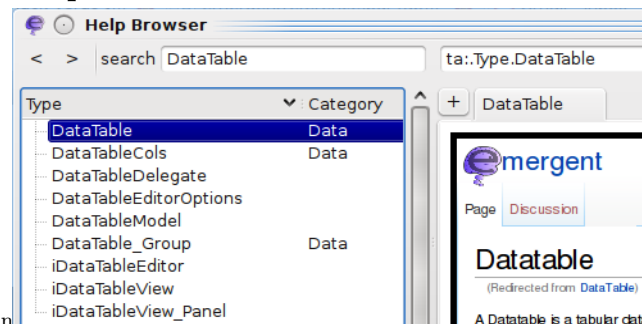 Help Browser
< > search DataTable ta:.Type.DataTable
Type Category
DataTable Data
DataTableCols Data
DataTableDelegate
DataTableEditorOptions
DataTableModel
DataTable_Group Data
iDataTableEditor
iDataTableView
iDataTableView_Panel
+ DataTable
emergent
Page Discussion
Datatable
(Redirected from DataTable)
A Datatable is a tabular dat